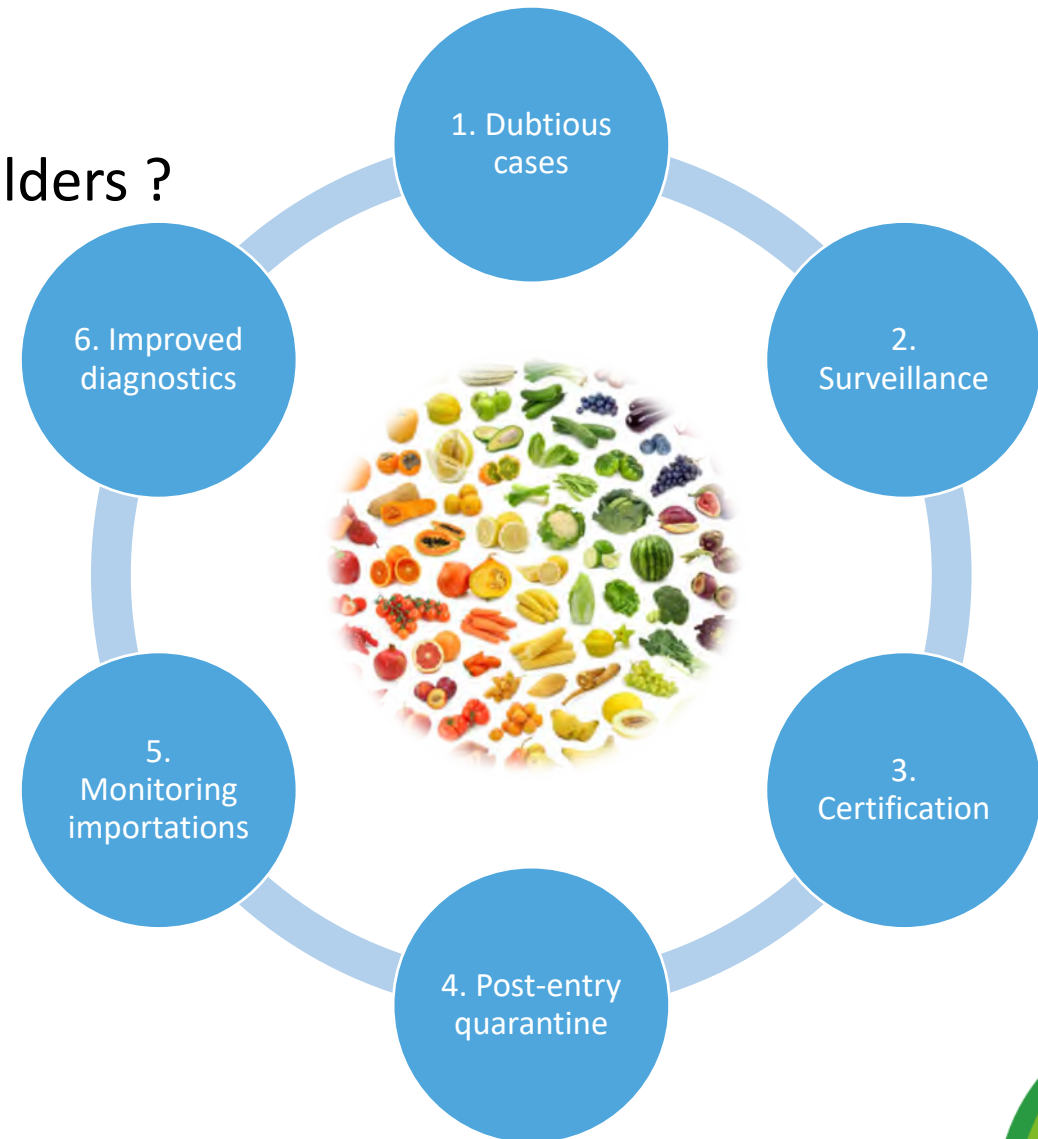 lders ?
1. Dubtious
cases
2.
Surveillance
3.
Certification
4. Post-entry
quarantine
5.
Monitoring
importations
6. Improved
diagnostics